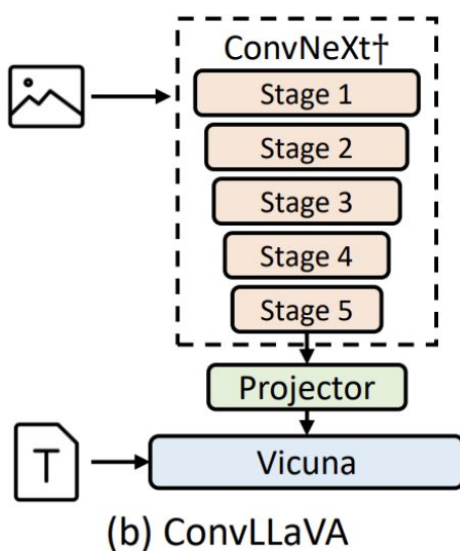 ConvNeXt†
Stage 1
Stage 2
Stage 3
Stage 4
Stage 5
Projector
T
Vicuna
(b) ConvLLaVA